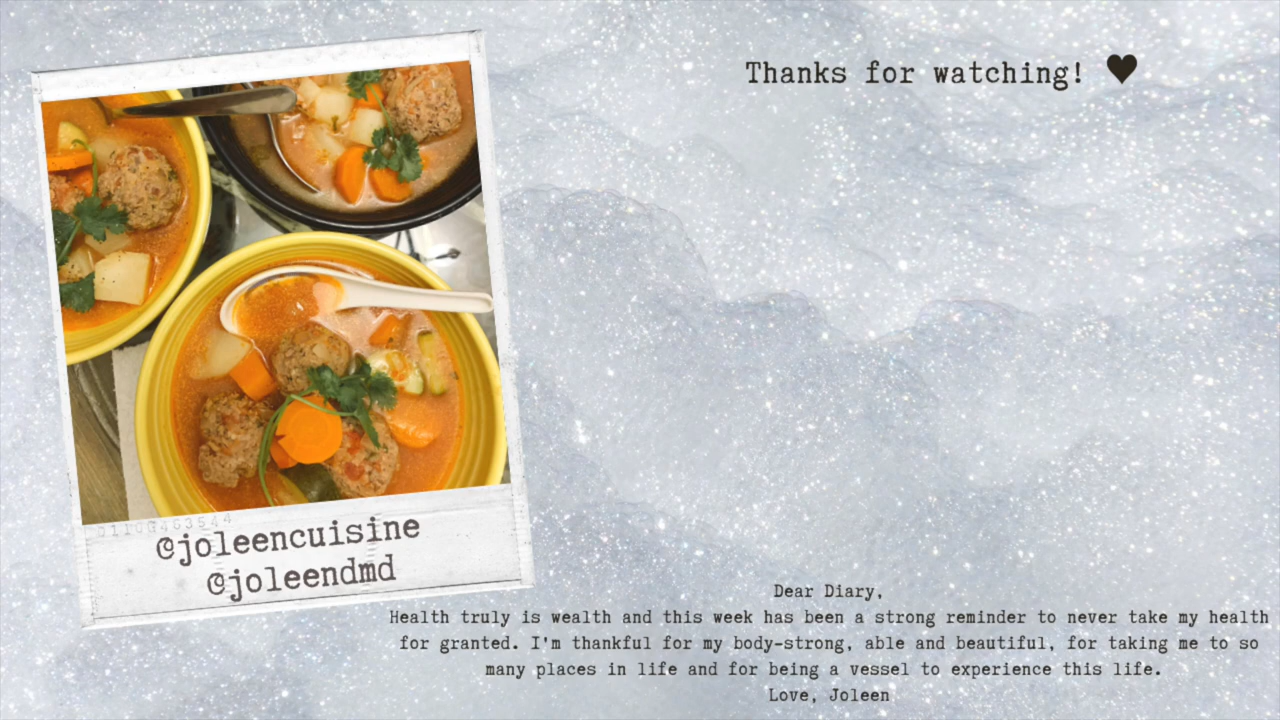 Thanks for watching! ♥
@joleencuisine
@joleendmd
Dear Diary,
Health truly is wealth and this week has been a strong reminder to never take my health
for granted. I'm thankful for my body-strong, able and beautiful, for taking me to so
many places in life and for being a vessel to experience this life.
Love, Joleen